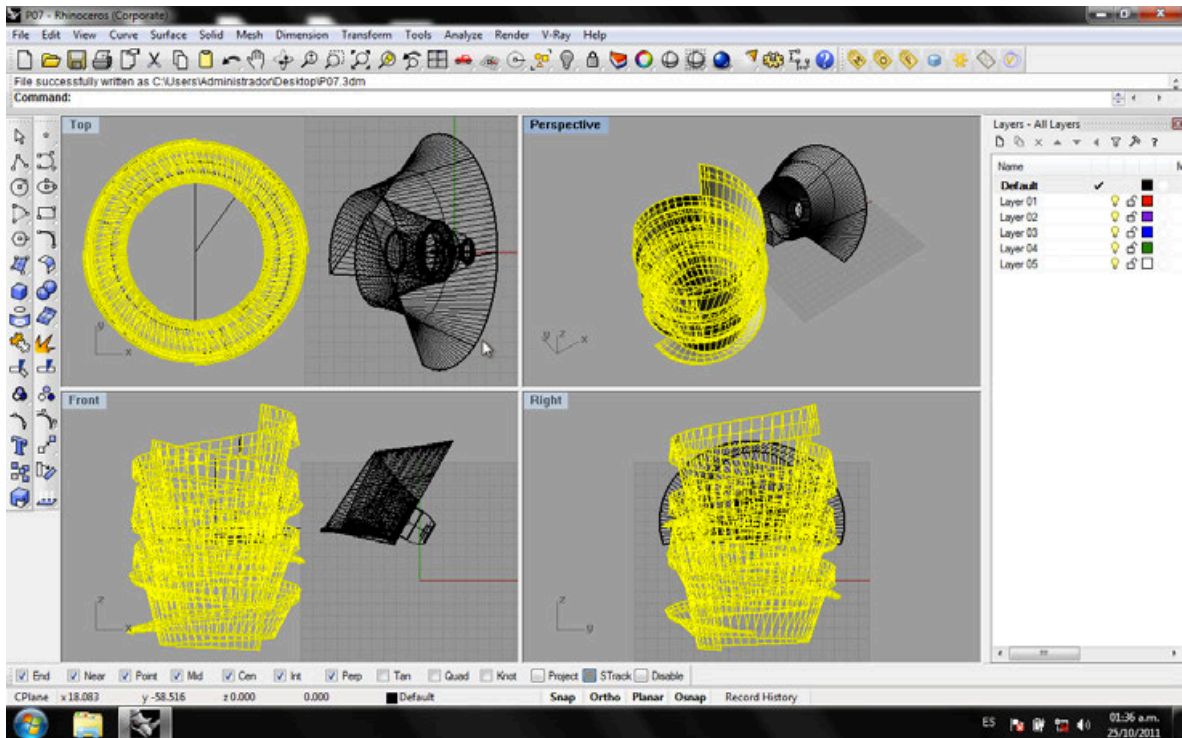 P07 - Rhinoceros (Corporate)
File Edit View Curve Surface Solid Mesh Dimension Transform Tools Analyze Render V-Ray Help
File successfully written as C:\Users\Administrador\Desktop\P07.3dm
Command:
Top
Perspective
Front
Right
y
x
z y x
z
x
z
y
Layers - All Layers
Name
Default
Layer 01
Layer 02
Layer 03
Layer 04
Layer 05
End Near Point Mid Cen Int Perp Tan Quad Knot Project STrack Disable
CPlane x 18.083 y -58.516 z 0.000 0.000 Default Snap Ortho Planar Osnap Record History
ES 01:36 a.m.
25/10/2011